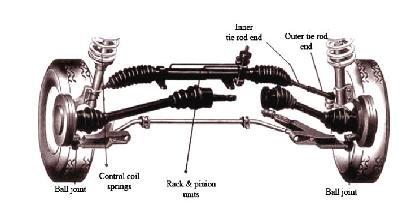 Inner
tie rod end
Outer tie rod
end
Control coil
springs
Rack & pinion
units
Ball joint
Ball joint